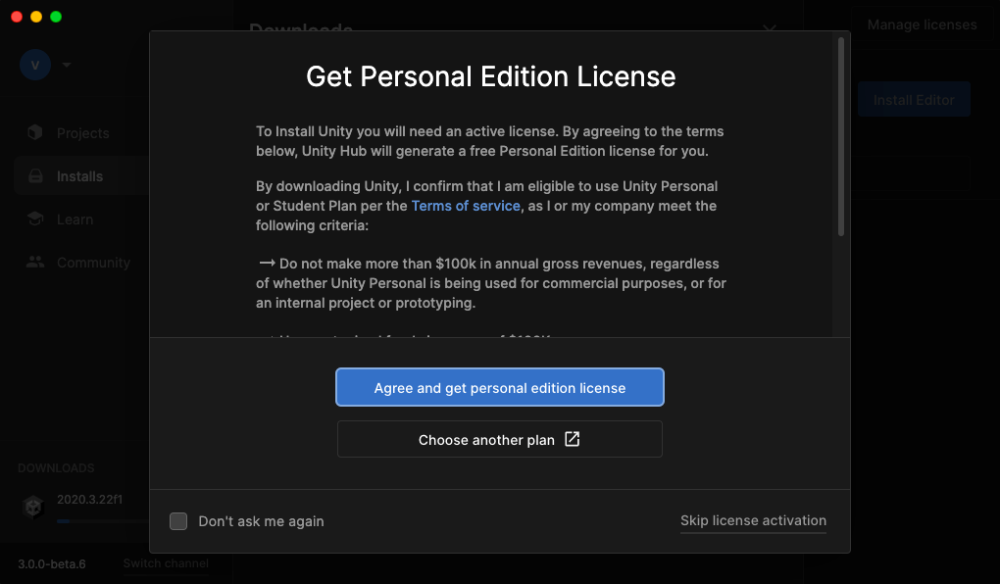 Downloads
Manage licenses
V
Install Editor
Projects
Installs
Learn
Community
Get Personal Edition License
To Install Unity you will need an active license. By agreeing to the terms
below, Unity Hub will generate a free Personal Edition license for you.
By downloading Unity, I confirm that I am eligible to use Unity Personal
or Student Plan per the Terms of service, as I or my company meet the
following criteria:
→ Do not make more than $100k in annual gross revenues, regardless
of whether Unity Personal is being used for commercial purposes, or for
an internal project or prototyping.
Agree and get personal edition license
Choose another plan
DOWNLOADS
2020.3.22f1
Don't ask me again
Skip license activation
3.0.0-beta.6
Switch channel